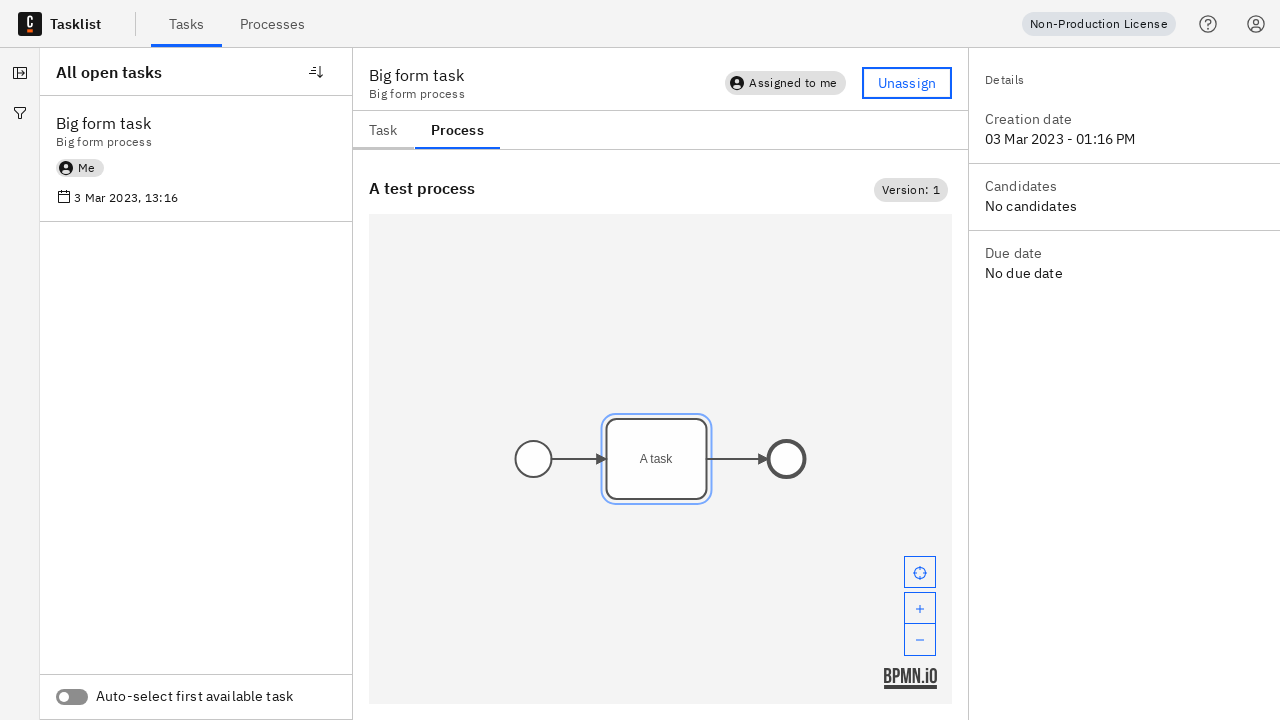 C
Tasklist
Tasks
Processes
Non-Production License
All open tasks
Big form task
Big form process
Me
3 Mar 2023, 13:16
Auto-select first available task
Big form task
Big form process
Assigned to me
Unassign
Task
Process
A test process
Version: 1
A task
BPMN.iO
Details
Creation date
03 Mar 2023 - 01:16 PM
Candidates
No candidates
Due date
No due date